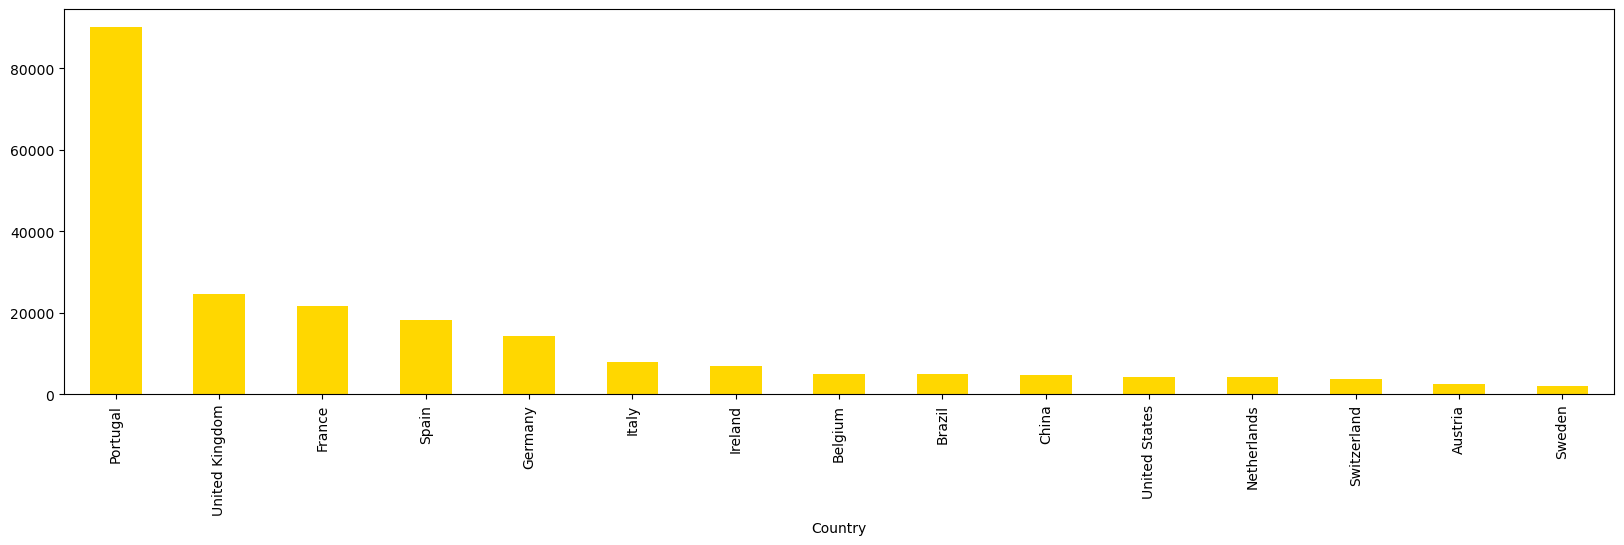 80000
60000
40000
20000
0
Portugal
United Kingdom
France
Spain
Germany
Italy
Ireland
Belgium
Brazil
China
United States
Netherlands
Switzerland
Austria
Sweden
Country